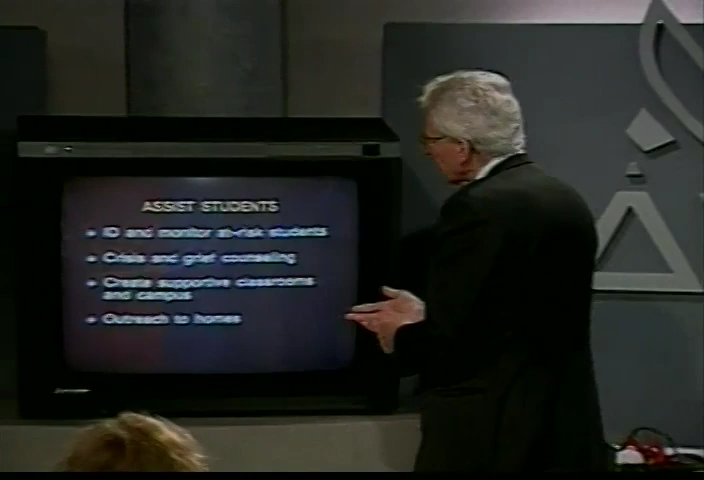 ASSIST STUDENTS
• ID and monitor at-risk students
• Crisis and grief counseling
• Create supportive classrooms
and campus
• Outreach to homes